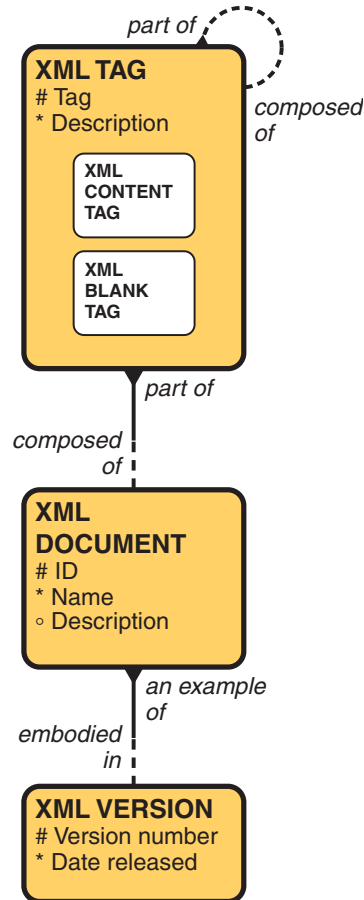 part of
XML TAG
# Tag
* Description
composed
of
XML
CONTENT
TAG
XML
BLANK
TAG
part of
composed
of
XML
DOCUMENT
# ID
* Name
◦ Description
an example
of
embodied
in
XML VERSION
# Version number
* Date released